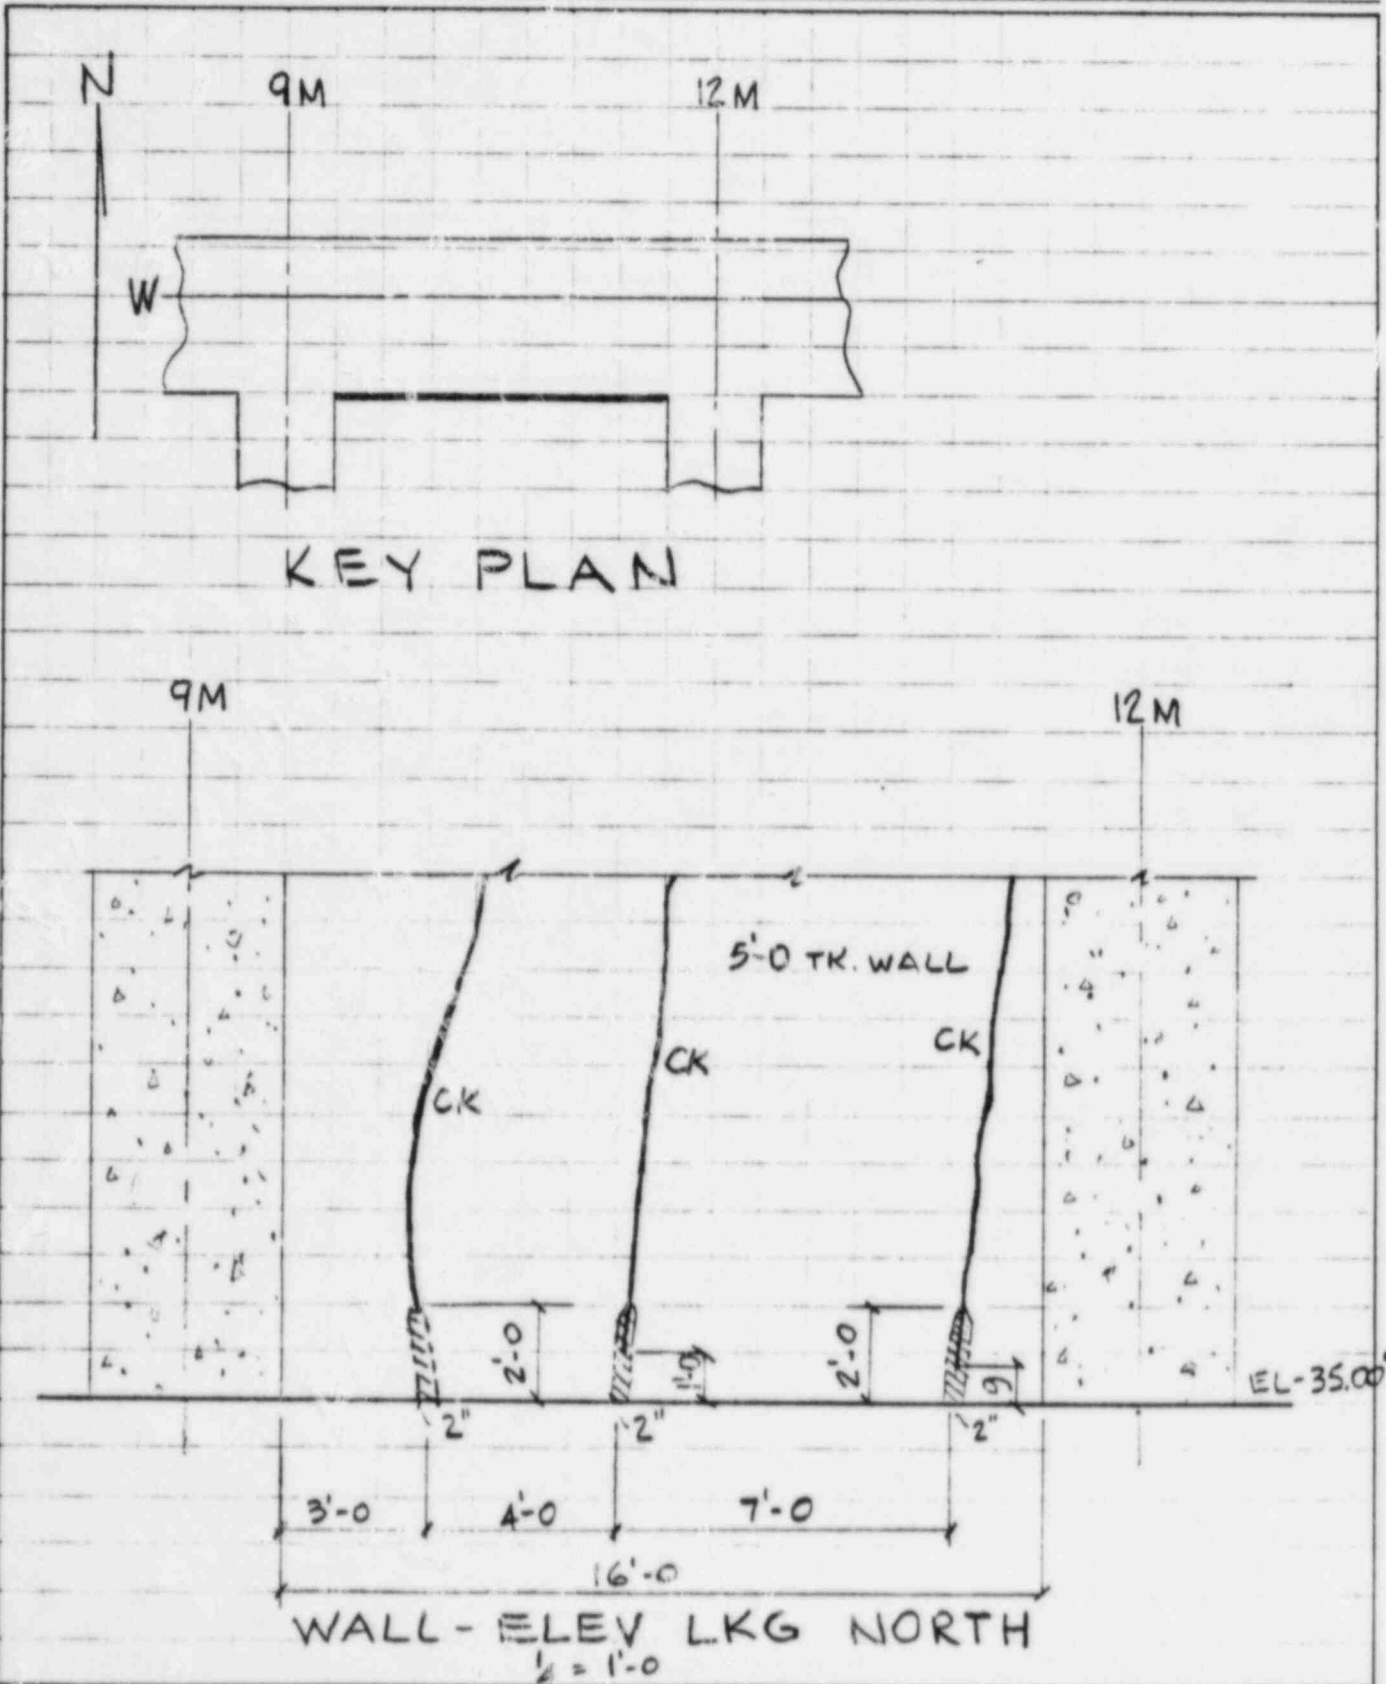 N
9M
12M
W
KEY PLAN
9M
12M
5'-0 TK. WALL
CK
CK
CK
2'-0
1'-0
2'-0
9
EL-35.00'
2"
2"
2"
3'-0
4'-0
7'-0
16'-0
WALL - ELEV LKG NORTH
= 1'-0